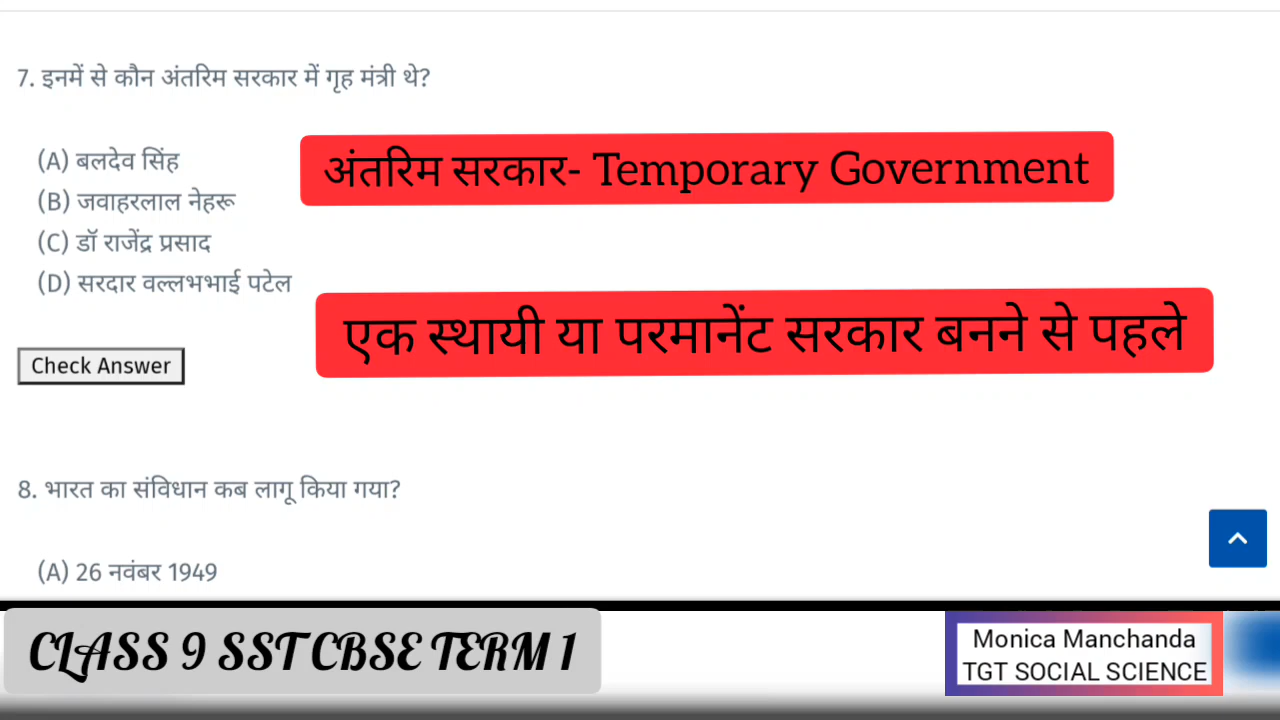 7. इनमें से कौन अंतरिम सरकार में गृह मंत्री थे?
(A) बलदेव सिंह
(B) जवाहरलाल नेहरू
(C) डॉ राजेंद्र प्रसाद
(D) सरदार वल्लभभाई पटेल
अंतरिम सरकार- Temporary Government
एक स्थायी या परमानेंट सरकार बनने से पहले
Check Answer
8. भारत का संविधान कब लागू किया गया?
(A) 26 नवंबर 1949
CLASS 9 SST CBSE TERM 1
Monica Manchanda
TGT SOCIAL SCIENCE